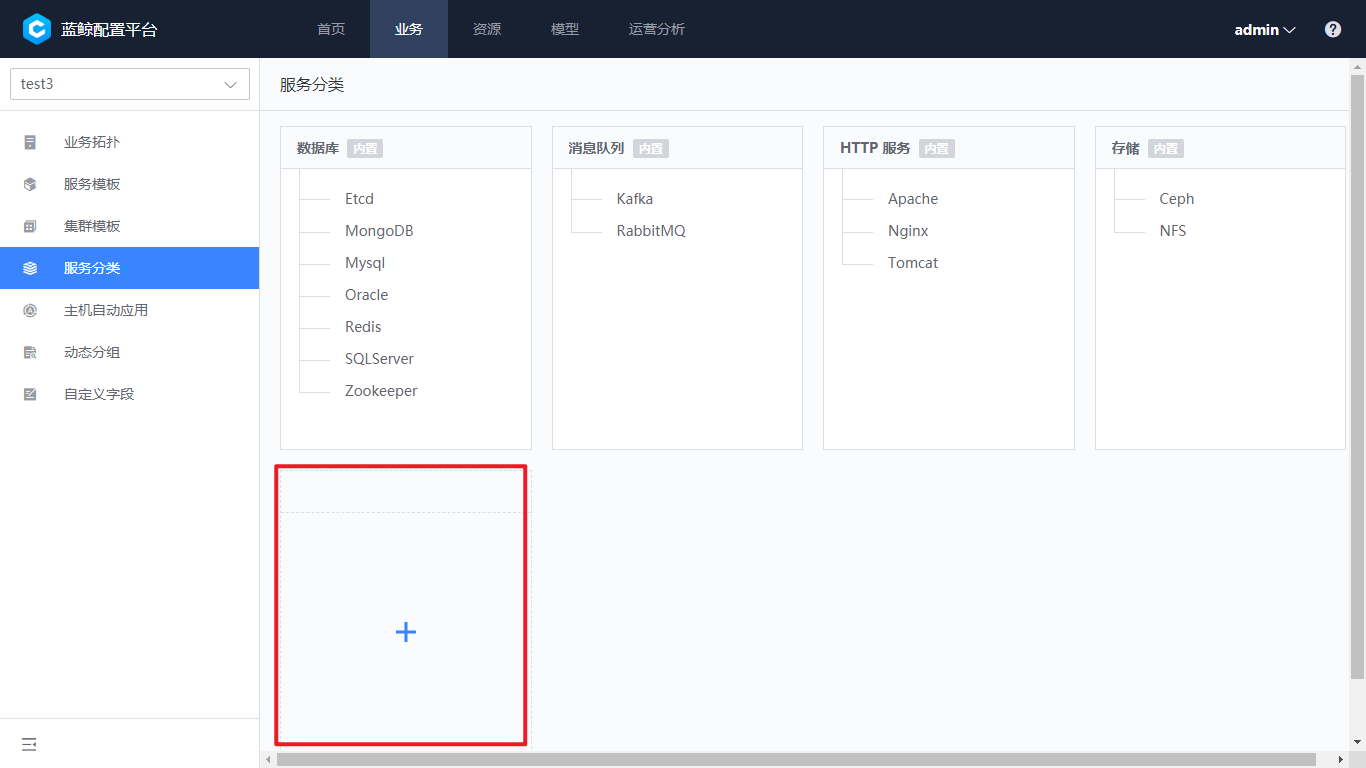 蓝鲸配置平台
首页 业务 资源 模型 运营分析
admin
test3
业务拓扑
服务模板
集群模板
服务分类
主机自动应用
动态分组
自定义字段
服务分类
数据库 内置
Etcd
MongoDB
Mysql
Oracle
Redis
SQLServer
Zookeeper
消息队列 内置
Kafka
RabbitMQ
HTTP 服务 内置
Apache
Nginx
Tomcat
存储 内置
Ceph
NFS